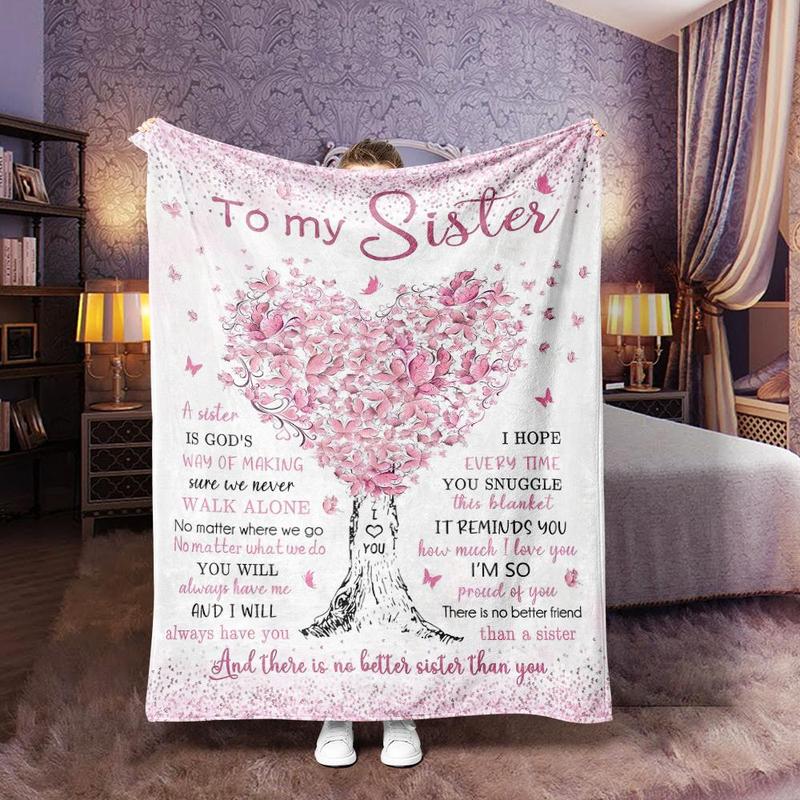 To my Sister
A sister
IS GOD'S
WAY OF MAKING
sure we never
WALK ALONE
No matter where we go
No matter what we do
YOU WILL
always have me
AND I WILL
always have you
I
YOU
I HOPE
EVERY TIME
YOU SNUGGLE
this blanket
IT REMINDS YOU
how much I love you
I'M SO
proud of you
There is no better friend
than a sister
And there is no better sister than you